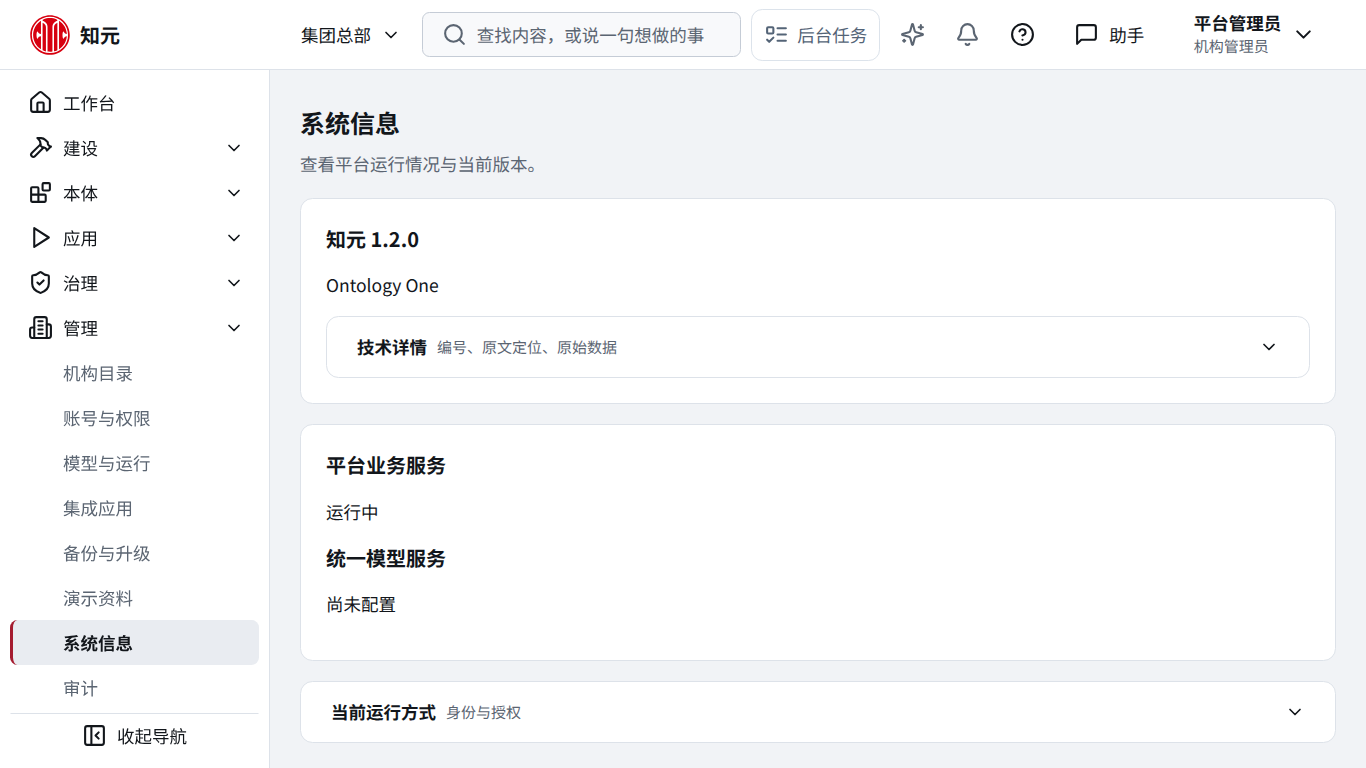 知元
集团总部
查找内容，或说一句想做的事
后台任务
助手
平台管理员
机构管理员
工作台
建设
本体
应用
治理
管理
机构目录
账号与权限
模型与运行
集成应用
备份与升级
演示资料
系统信息
审计
收起导航
系统信息
查看平台运行情况与当前版本。
知元 1.2.0
Ontology One
技术详情 编号、原文定位、原始数据
平台业务服务
运行中
统一模型服务
尚未配置
当前运行方式 身份与授权